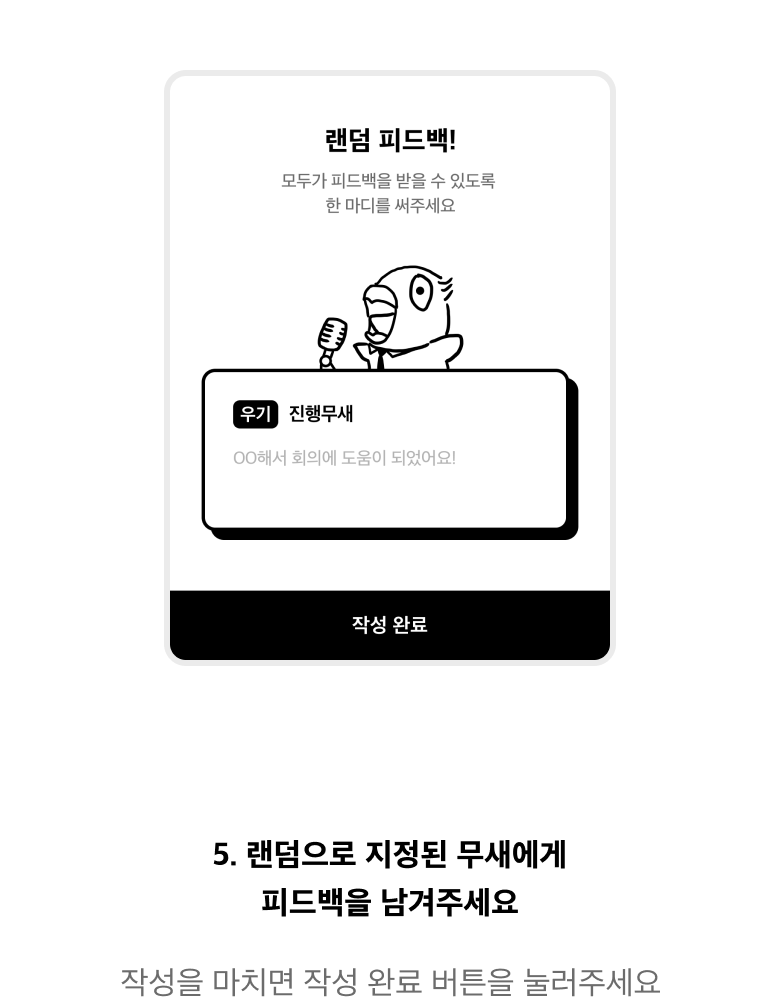 랜덤 피드백!
모두가 피드백을 받을 수 있도록
한 마디를 써주세요
우기 진행무새
OO해서 회의에 도움이 되었어요!
작성 완료
5. 랜덤으로 지정된 무새에게
피드백을 남겨주세요
작성을 마치면 작성 완료 버튼을 눌러주세요